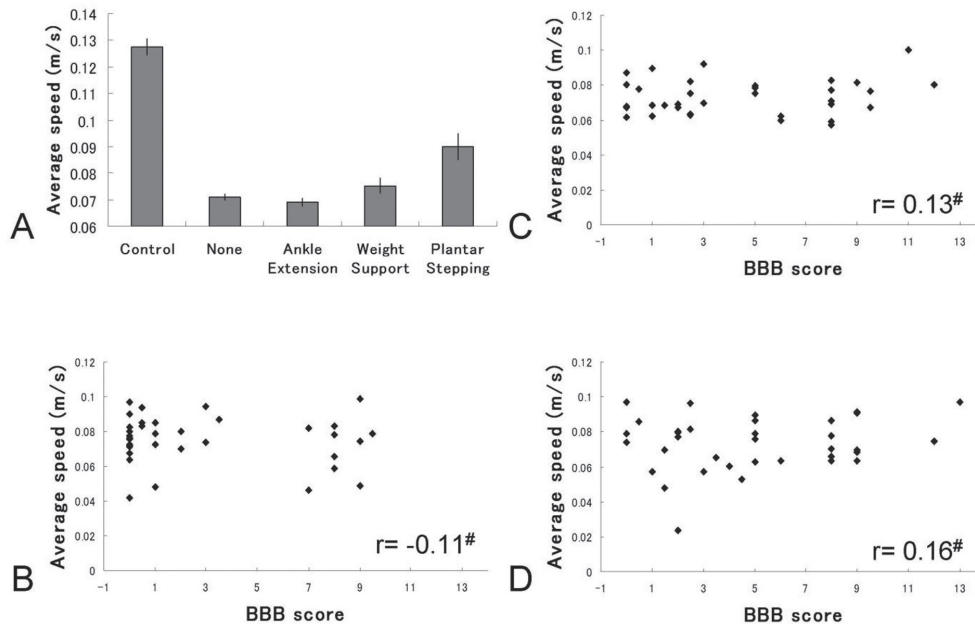 A
Average speed (m/s)
0.14
0.13
0.12
0.11
0.1
0.09
0.08
0.07
0.06
Control
None
Ankle
Extension
Weight
Support
Plantar
Stepping
C
Average speed (m/s)
0.12
0.1
0.08
0.06
0.04
0.02
0
-1
1
3
5
7
9
11
13
BBB score
r= 0.13#
B
Average speed (m/s)
0.12
0.1
0.08
0.06
0.04
0.02
0
-1
1
3
5
7
9
11
13
BBB score
r= -0.11#
D
Average speed (m/s)
0.12
0.1
0.08
0.06
0.04
0.02
0
-1
1
3
5
7
9
11
13
BBB score
r= 0.16#